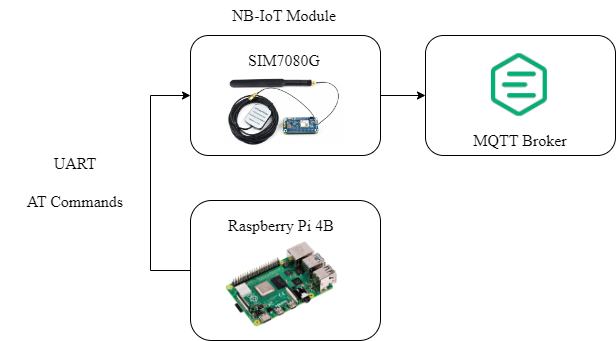 NB-IoT Module
SIM7080G
MQTT Broker
UART
AT Commands
Raspberry Pi 4B